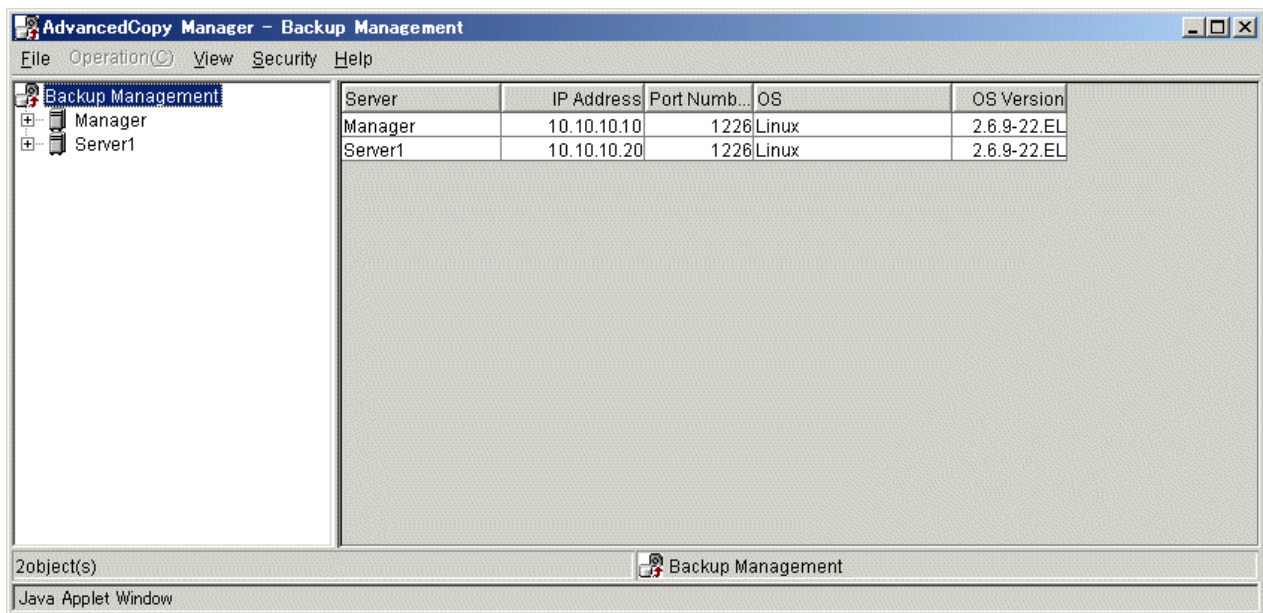 AdvancedCopy Manager - Backup Management
File Operation(C) View Security Help
Backup Management
Manager
Server1
Server IP Address Port Numb... OS OS Version
Manager 10.10.10.10 1226 Linux 2.6.9-22.EL
Server1 10.10.10.20 1226 Linux 2.6.9-22.EL
2object(s) Backup Management
Java Applet Window